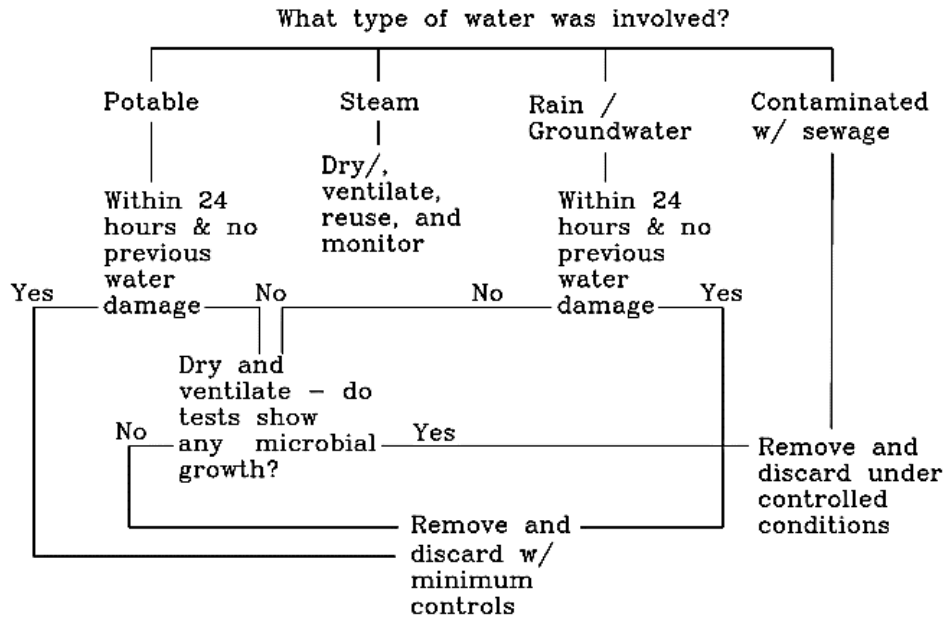 What type of water was involved?
Potable
Steam
Rain /
Groundwater
Contaminated
w/ sewage
Dry/,
ventilate,
reuse, and
monitor
Within 24
hours & no
previous
water
damage
Within 24
hours & no
previous
water
damage
Yes
No
No
Yes
Dry and
ventilate – do
tests show
any microbial
growth?
No
Yes
Remove and
discard under
controlled
conditions
Remove and
discard w/
minimum
controls